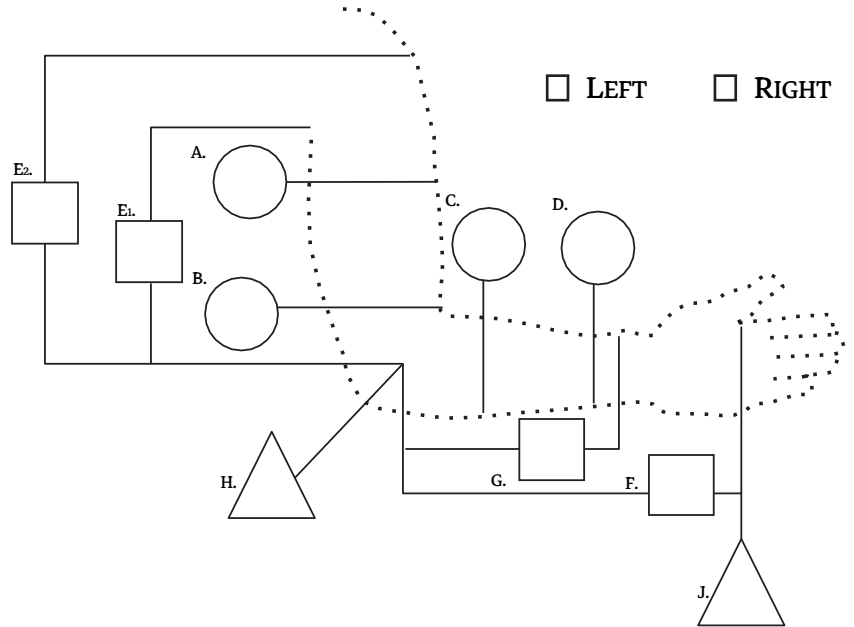 LEFT RIGHT
A.
E2.
C.
D.
E1.
B.
H.
G.
F.
J.